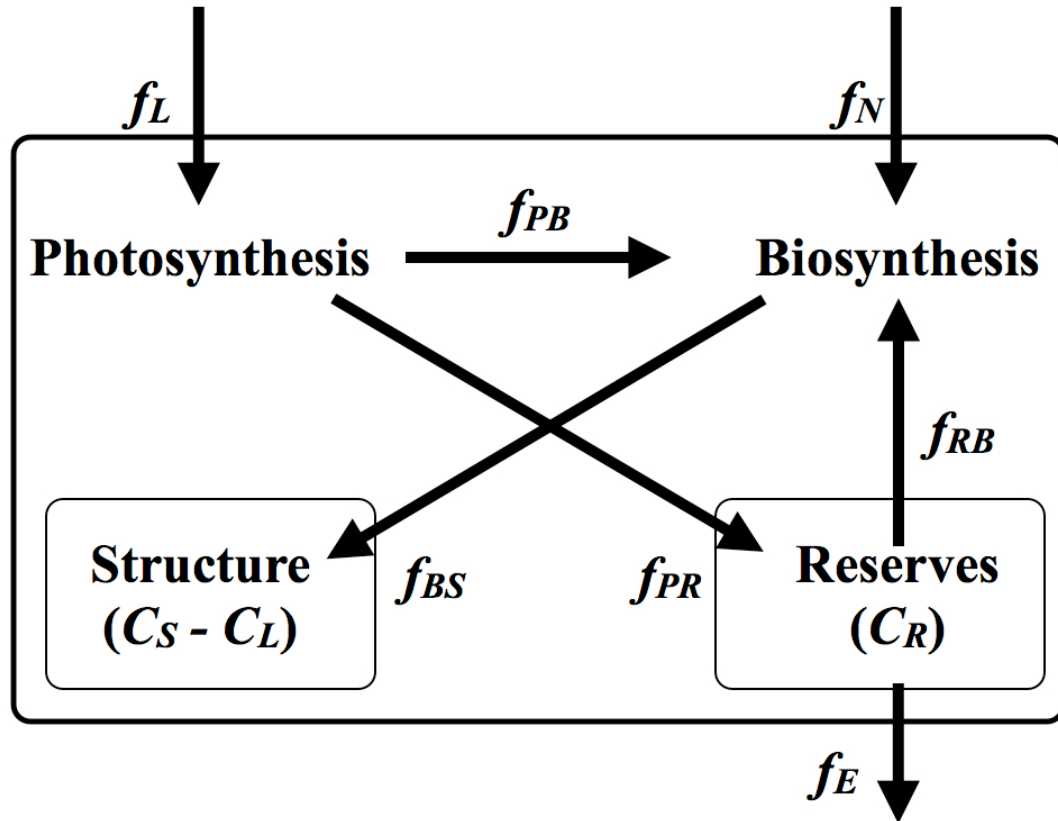 fL
fN
fPB
Photosynthesis
Biosynthesis
fRB
Structure
(CS - CL)
fBS
fPR
Reserves
(CR)
fE